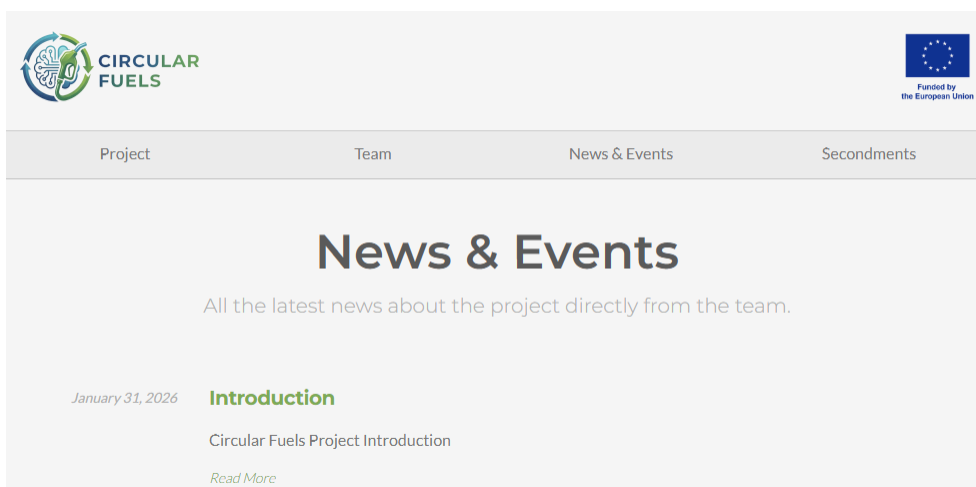 CIRCULAR
FUELS
Funded by
the European Union
Project
Team
News & Events
Secondments
News & Events
All the latest news about the project directly from the team.
January 31, 2026
Introduction
Circular Fuels Project Introduction
Read More